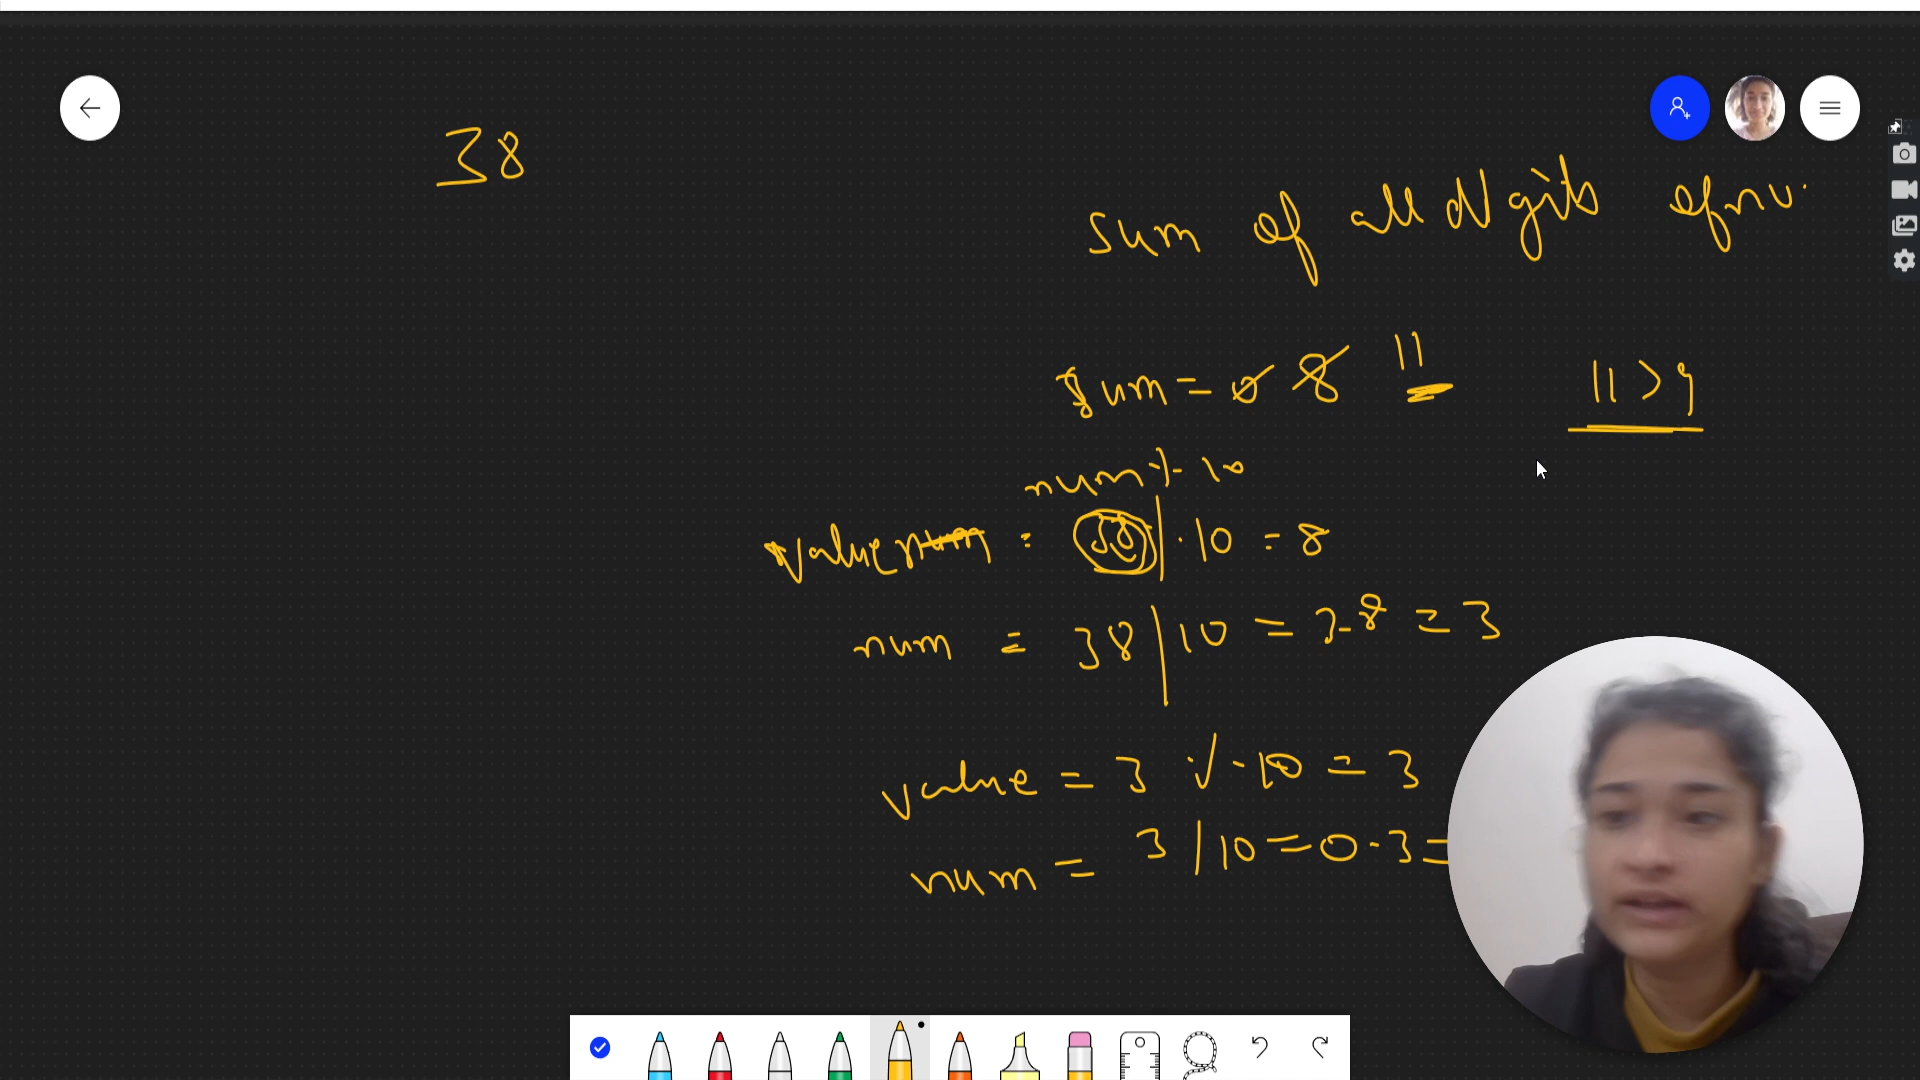 38
sum of all digits of nu.
sum = 0 8 11
11 > 9
num % 10
value = 38 % 10 = 8
num = 38 / 10 = 3.8 = 3
value = 3 % 10 = 3
num = 3 / 10 = 0.3 =